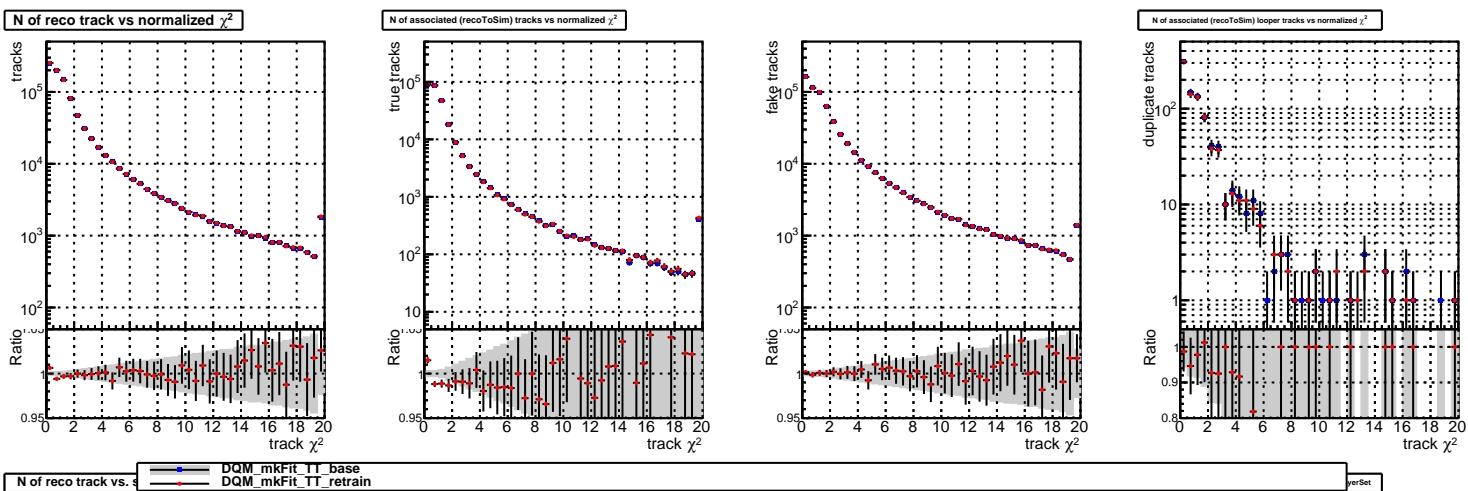 N of reco track vs normalized χ²
N of associated (recoToSim) tracks vs normalized χ²
N of associated (recoToSim) looper tracks vs normalized χ²
tracks
10⁵
10⁴
10³
10²
Ratio
1.05
1
0.95
0 2 4 6 8 10 12 14 16 18 20
track χ²
true tracks
10⁵
10⁴
10³
10²
10
Ratio
1.05
1
0.95
0 2 4 6 8 10 12 14 16 18 20
track χ²
fake tracks
10⁵
10⁴
10³
10²
Ratio
1.05
1
0.95
0 2 4 6 8 10 12 14 16 18 20
track χ²
duplicate tracks
10²
10
1
Ratio
1
0.9
0.8
0 2 4 6 8 10 12 14 16 18 20
track χ²
DQM_mkFit_TT_base
DQM_mkFit_TT_retrain
N of reco track vs. s
yerSet